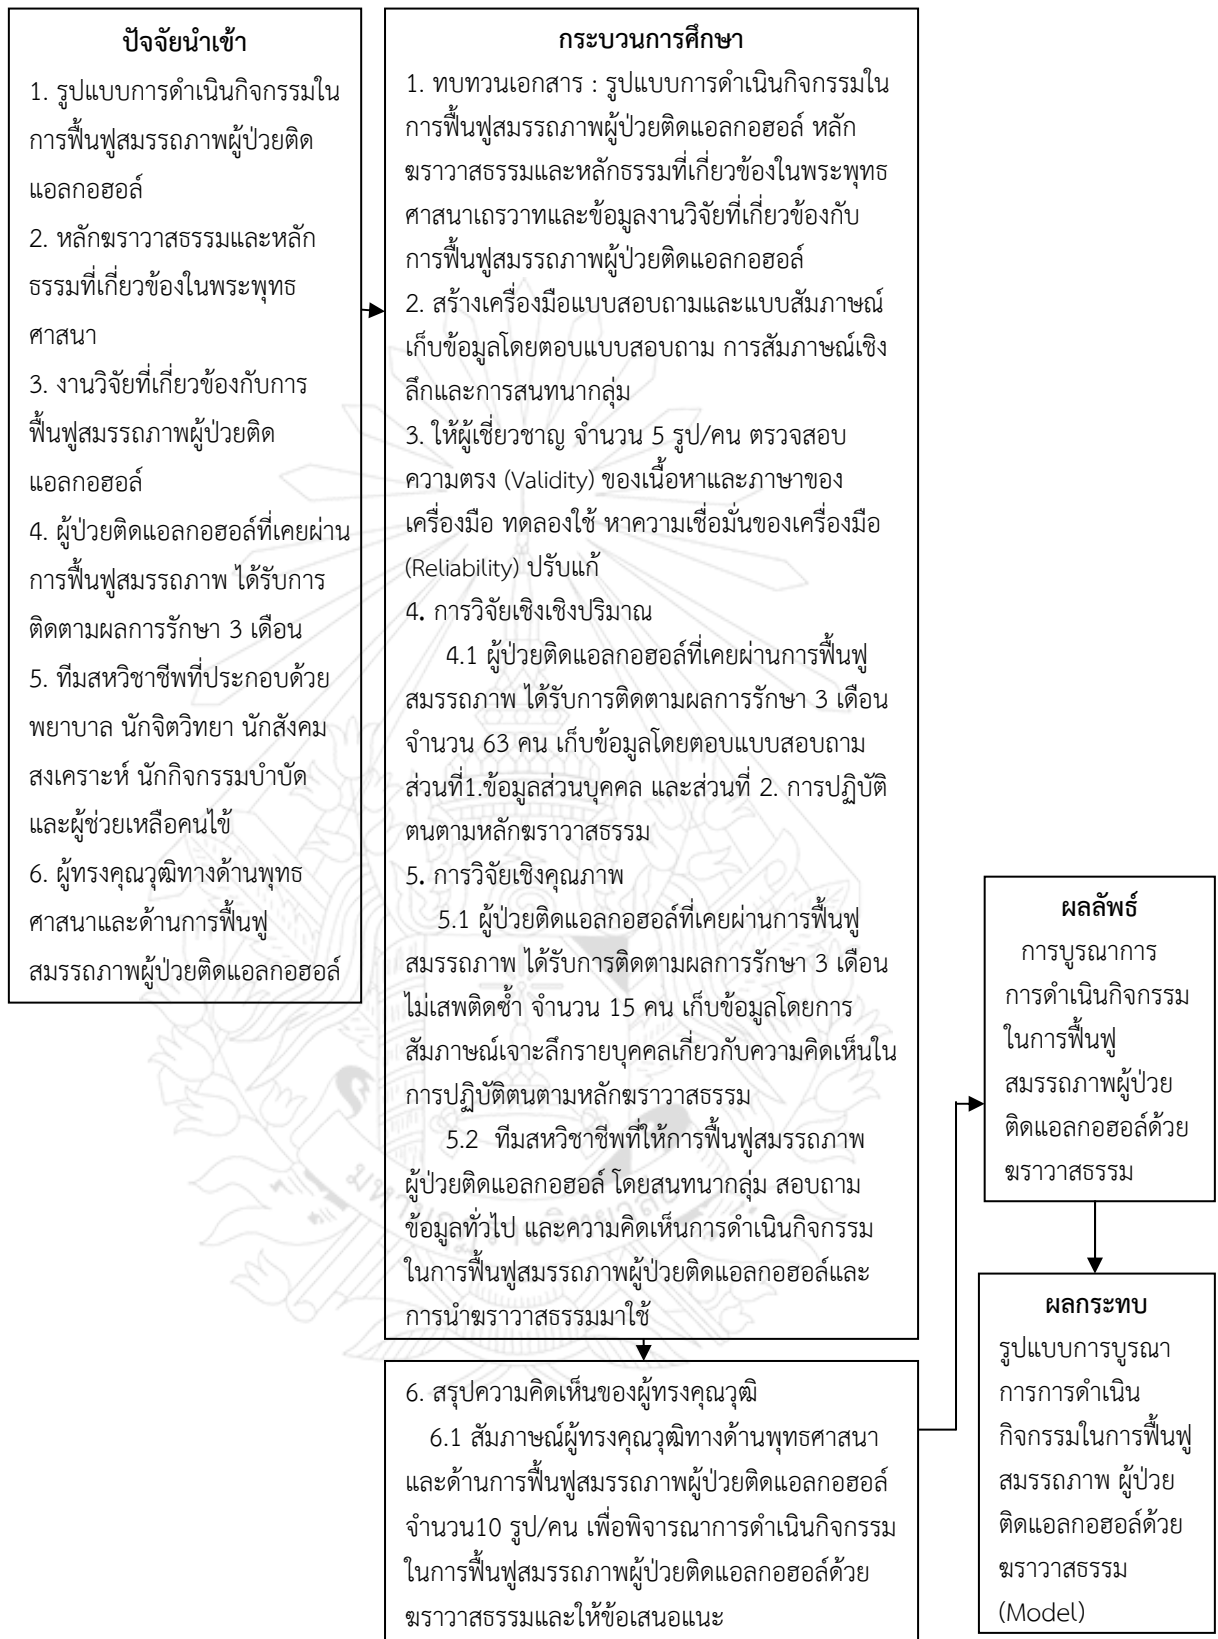 ปัจจัยนำเข้า
1. รูปแบบการดำเนินกิจกรรมใน
การฟื้นฟูสมรรถภาพผู้ป่วยติด
แอลกอฮอล์
2. หลักฆราวาสธรรมและหลัก
ธรรมที่เกี่ยวข้องในพระพุทธ
ศาสนา
3. งานวิจัยที่เกี่ยวข้องกับการ
ฟื้นฟูสมรรถภาพผู้ป่วยติด
แอลกอฮอล์
4. ผู้ป่วยติดแอลกอฮอล์ที่เคยผ่าน
การฟื้นฟูสมรรถภาพ ได้รับการ
ติดตามผลการรักษา 3 เดือน
5. ทีมสหวิชาชีพที่ประกอบด้วย
พยาบาล นักจิตวิทยา นักสังคม
สงเคราะห์ นักกิจกรรมบำบัด
และผู้ช่วยเหลือคนไข้
6. ผู้ทรงคุณวุฒิทางด้านพุทธ
ศาสนาและด้านการฟื้นฟู
สมรรถภาพผู้ป่วยติดแอลกอฮอล์
กระบวนการศึกษา
1. ทบทวนเอกสาร : รูปแบบการดำเนินกิจกรรมใน
การฟื้นฟูสมรรถภาพผู้ป่วยติดแอลกอฮอล์ หลัก
ฆราวาสธรรมและหลักธรรมที่เกี่ยวข้องในพระพุทธ
ศาสนาเถรวาทและข้อมูลงานวิจัยที่เกี่ยวข้องกับ
การฟื้นฟูสมรรถภาพผู้ป่วยติดแอลกอฮอล์
2. สร้างเครื่องมือแบบสอบถามและแบบสัมภาษณ์
เก็บข้อมูลโดยตอบแบบสอบถาม การสัมภาษณ์เชิง
ลึกและการสนทนากลุ่ม
3. ให้ผู้เชี่ยวชาญ จำนวน 5 รูป/คน ตรวจสอบ
ความตรง (Validity) ของเนื้อหาและภาษาของ
เครื่องมือ ทดลองใช้ หาความเชื่อมั่นของเครื่องมือ
(Reliability) ปรับแก้
4. การวิจัยเชิงเชิงปริมาณ
4.1 ผู้ป่วยติดแอลกอฮอล์ที่เคยผ่านการฟื้นฟู
สมรรถภาพ ได้รับการติดตามผลการรักษา 3 เดือน
จำนวน 63 คน เก็บข้อมูลโดยตอบแบบสอบถาม
ส่วนที่1.ข้อมูลส่วนบุคคล และส่วนที่ 2. การปฏิบัติ
ตนตามหลักฆราวาสธรรม
5. การวิจัยเชิงคุณภาพ
5.1 ผู้ป่วยติดแอลกอฮอล์ที่เคยผ่านการฟื้นฟู
สมรรถภาพ ได้รับการติดตามผลการรักษา 3 เดือน
ไม่เสพติดซ้ำ จำนวน 15 คน เก็บข้อมูลโดยการ
สัมภาษณ์เจาะลึกรายบุคคลเกี่ยวกับความคิดเห็นใน
การปฏิบัติตนตามหลักฆราวาสธรรม
5.2 ทีมสหวิชาชีพที่ให้การฟื้นฟูสมรรถภาพ
ผู้ป่วยติดแอลกอฮอล์ โดยสนทนากลุ่ม สอบถาม
ข้อมูลทั่วไป และความคิดเห็นการดำเนินกิจกรรม
ในการฟื้นฟูสมรรถภาพผู้ป่วยติดแอลกอฮอล์และ
การนำฆราวาสธรรมมาใช้
6. สรุปความคิดเห็นของผู้ทรงคุณวุฒิ
6.1 สัมภาษณ์ผู้ทรงคุณวุฒิทางด้านพุทธศาสนา
และด้านการฟื้นฟูสมรรถภาพผู้ป่วยติดแอลกอฮอล์
จำนวน10 รูป/คน เพื่อพิจารณาการดำเนินกิจกรรม
ในการฟื้นฟูสมรรถภาพผู้ป่วยติดแอลกอฮอล์ด้วย
ฆราวาสธรรมและให้ข้อเสนอแนะ
ผลลัพธ์
การบูรณาการ
การดำเนินกิจกรรม
ในการฟื้นฟู
สมรรถภาพผู้ป่วย
ติดแอลกอฮอล์ด้วย
ฆราวาสธรรม
ผลกระทบ
รูปแบบการบูรณา
การการดำเนิน
กิจกรรมในการฟื้นฟู
สมรรถภาพ ผู้ป่วย
ติดแอลกอฮอล์ด้วย
ฆราวาสธรรม
(Model)